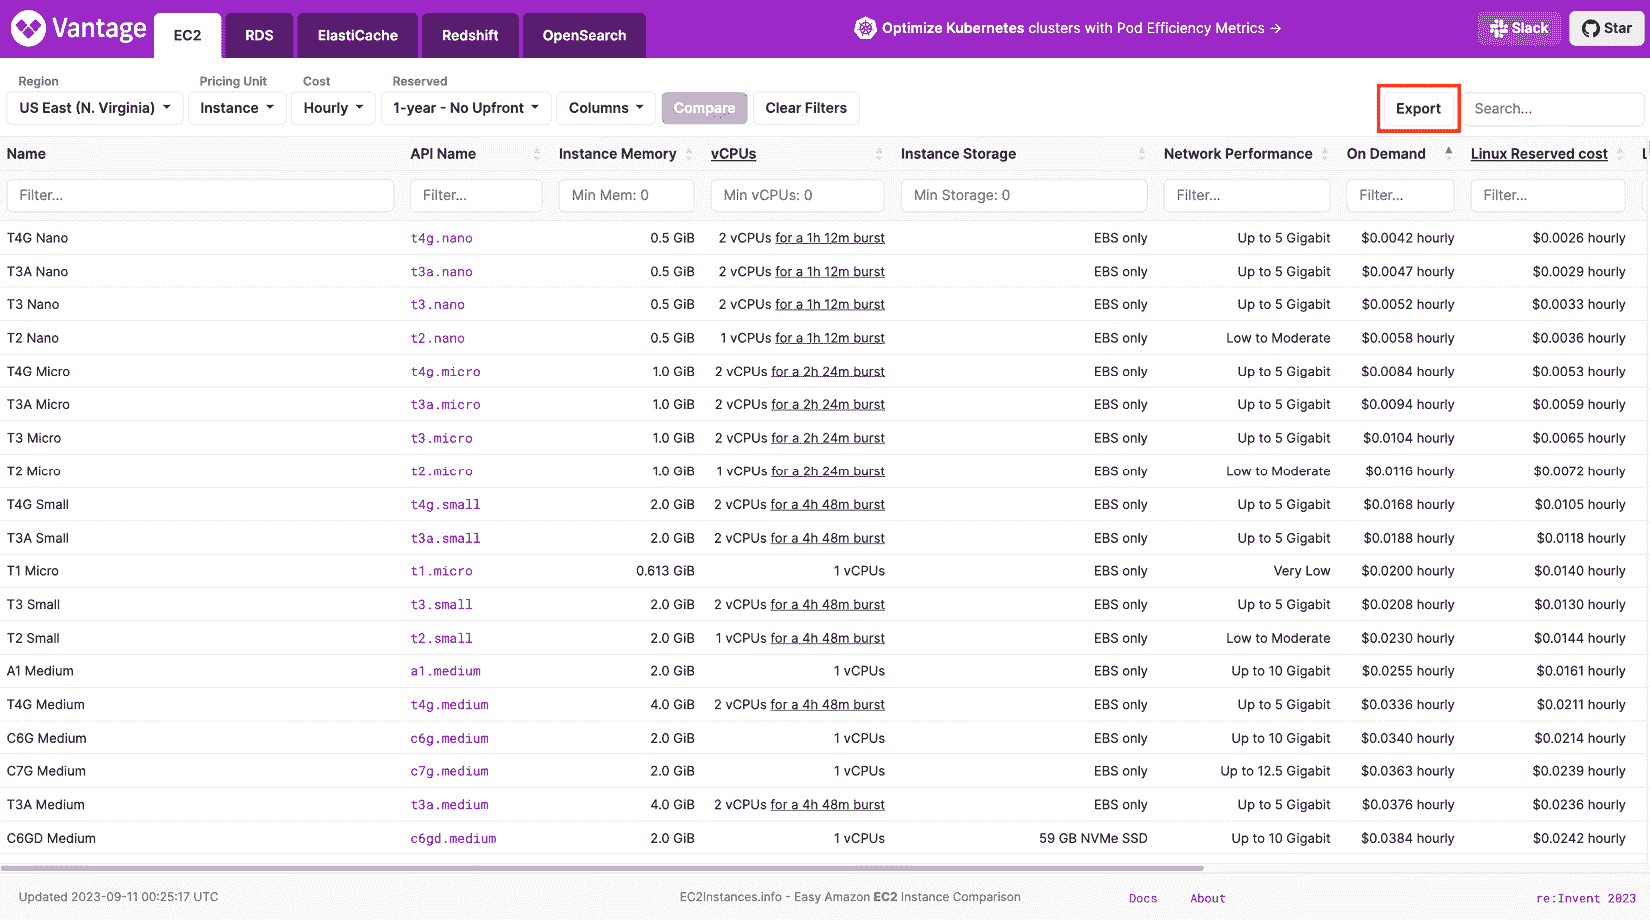 Vantage EC2 RDS ElastiCache Redshift OpenSearch Optimize Kubernetes clusters with Pod Efficiency Metrics → Slack Star
Region Pricing Unit Cost Reserved
US East (N. Virginia) Instance Hourly 1-year - No Upfront Columns Compare Clear Filters Export Search...
Name API Name Instance Memory vCPUs Instance Storage Network Performance On Demand Linux Reserved cost
Filter... Filter... Min Mem: 0 Min vCPUs: 0 Min Storage: 0 Filter... Filter... Filter...
T4G Nano t4g.nano 0.5 GiB 2 vCPUs for a 1h 12m burst EBS only Up to 5 Gigabit $0.0042 hourly $0.0026 hourly
T3A Nano t3a.nano 0.5 GiB 2 vCPUs for a 1h 12m burst EBS only Up to 5 Gigabit $0.0047 hourly $0.0029 hourly
T3 Nano t3.nano 0.5 GiB 2 vCPUs for a 1h 12m burst EBS only Up to 5 Gigabit $0.0052 hourly $0.0033 hourly
T2 Nano t2.nano 0.5 GiB 1 vCPUs for a 1h 12m burst EBS only Low to Moderate $0.0058 hourly $0.0036 hourly
T4G Micro t4g.micro 1.0 GiB 2 vCPUs for a 2h 24m burst EBS only Up to 5 Gigabit $0.0084 hourly $0.0053 hourly
T3A Micro t3a.micro 1.0 GiB 2 vCPUs for a 2h 24m burst EBS only Up to 5 Gigabit $0.0094 hourly $0.0059 hourly
T3 Micro t3.micro 1.0 GiB 2 vCPUs for a 2h 24m burst EBS only Up to 5 Gigabit $0.0104 hourly $0.0065 hourly
T2 Micro t2.micro 1.0 GiB 1 vCPUs for a 2h 24m burst EBS only Low to Moderate $0.0116 hourly $0.0072 hourly
T4G Small t4g.small 2.0 GiB 2 vCPUs for a 4h 48m burst EBS only Up to 5 Gigabit $0.0168 hourly $0.0105 hourly
T3A Small t3a.small 2.0 GiB 2 vCPUs for a 4h 48m burst EBS only Up to 5 Gigabit $0.0188 hourly $0.0118 hourly
T1 Micro t1.micro 0.613 GiB 1 vCPUs EBS only Very Low $0.0200 hourly $0.0140 hourly
T3 Small t3.small 2.0 GiB 2 vCPUs for a 4h 48m burst EBS only Up to 5 Gigabit $0.0208 hourly $0.0130 hourly
T2 Small t2.small 2.0 GiB 1 vCPUs for a 4h 48m burst EBS only Low to Moderate $0.0230 hourly $0.0144 hourly
A1 Medium a1.medium 2.0 GiB 1 vCPUs EBS only Up to 10 Gigabit $0.0255 hourly $0.0161 hourly
T4G Medium t4g.medium 4.0 GiB 2 vCPUs for a 4h 48m burst EBS only Up to 5 Gigabit $0.0336 hourly $0.0211 hourly
C6G Medium c6g.medium 2.0 GiB 1 vCPUs EBS only Up to 10 Gigabit $0.0340 hourly $0.0214 hourly
C7G Medium c7g.medium 2.0 GiB 1 vCPUs EBS only Up to 12.5 Gigabit $0.0363 hourly $0.0239 hourly
T3A Medium t3a.medium 4.0 GiB 2 vCPUs for a 4h 48m burst EBS only Up to 5 Gigabit $0.0376 hourly $0.0236 hourly
C6GD Medium c6gd.medium 2.0 GiB 1 vCPUs 59 GB NVMe SSD Up to 10 Gigabit $0.0384 hourly $0.0242 hourly
Updated 2023-09-11 00:25:17 UTC EC2Instances.info - Easy Amazon EC2 Instance Comparison Docs About re:Invent 2023